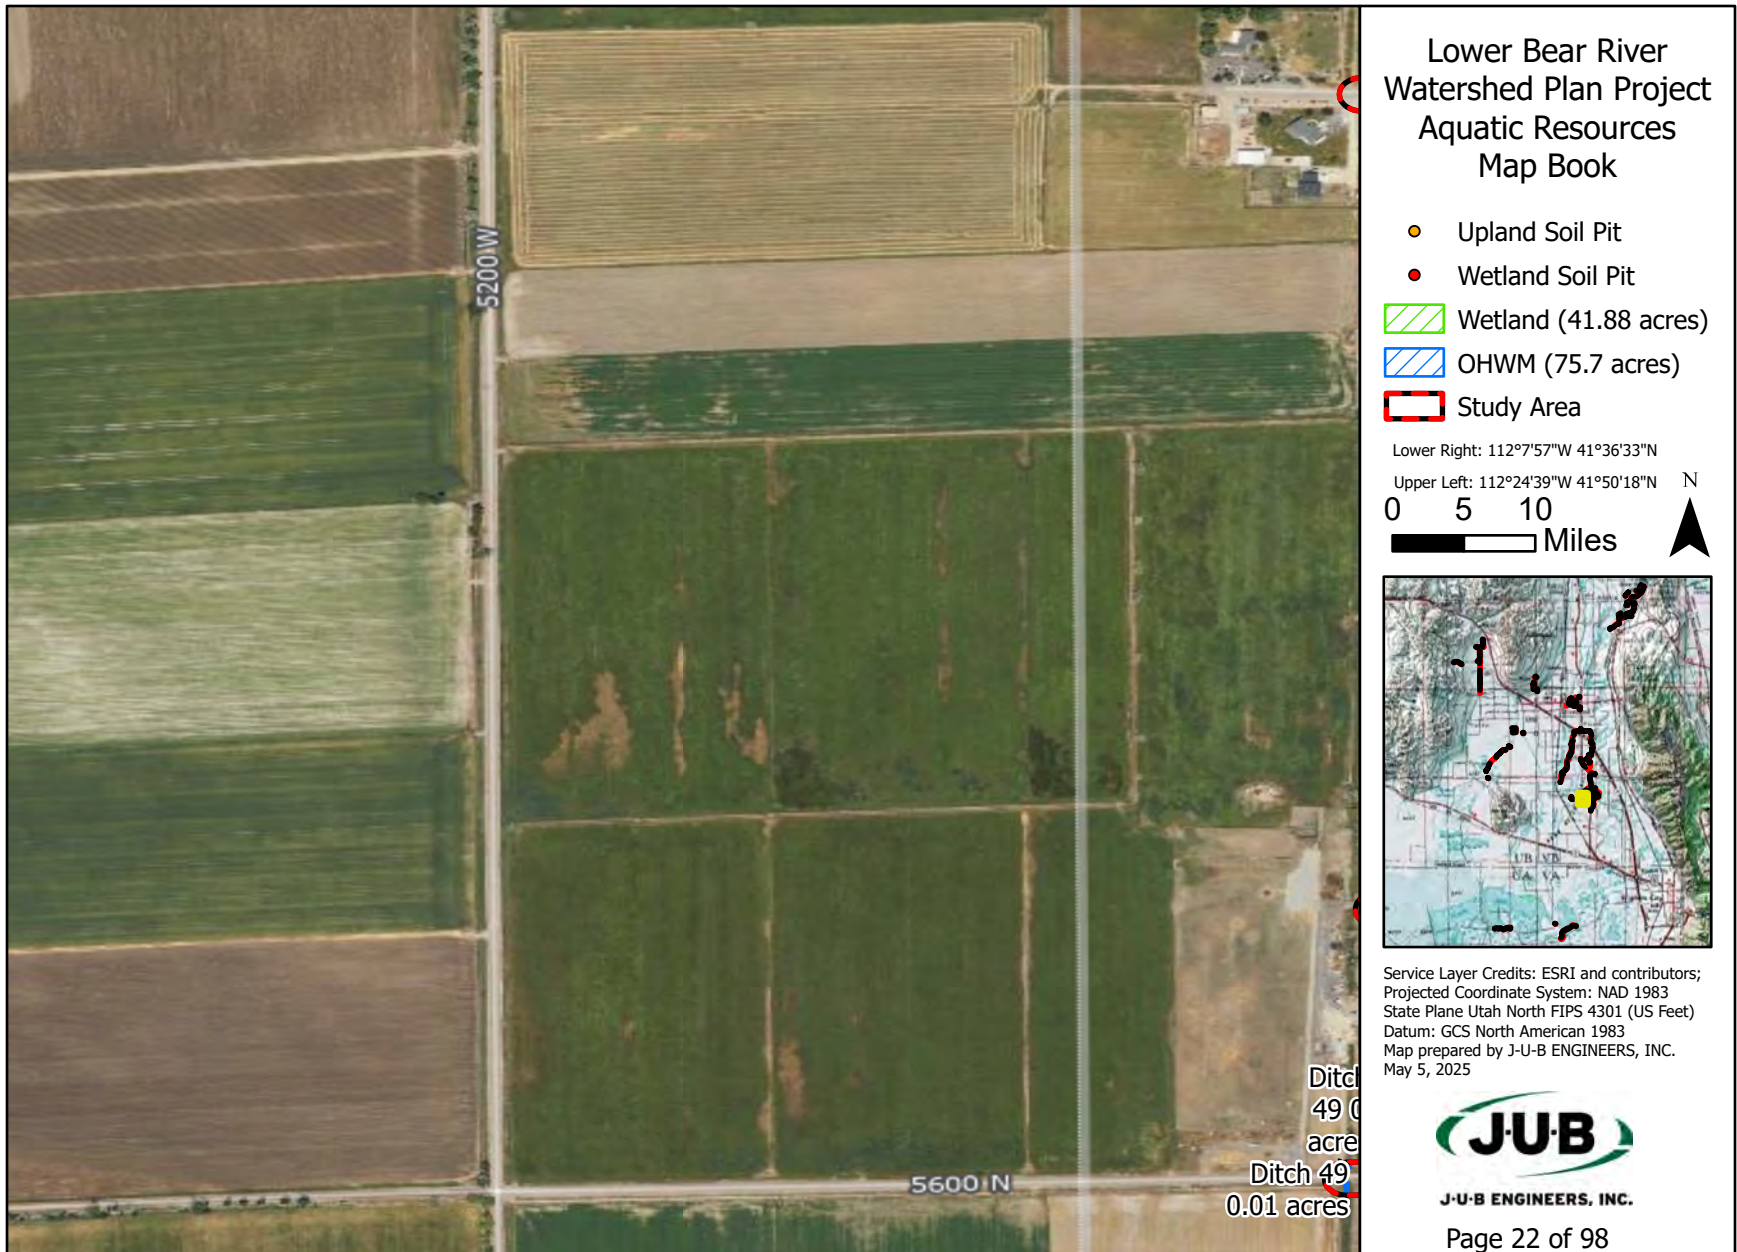 Lower Bear River
Watershed Plan Project
Aquatic Resources
Map Book
Upland Soil Pit
Wetland Soil Pit
Wetland (41.88 acres)
OHWM (75.7 acres)
Study Area
Lower Right: 112°7'57"W 41°36'33"N
Upper Left: 112°24'39"W 41°50'18"N
N
0 5 10
Miles
Service Layer Credits: ESRI and contributors;
Projected Coordinate System: NAD 1983
State Plane Utah North FIPS 4301 (US Feet)
Datum: GCS North American 1983
Map prepared by J-U-B ENGINEERS, INC.
May 5, 2025
J·U·B
J·U·B ENGINEERS, INC.
Page 22 of 98
5200 W
5600 N
Ditch
49 0
acre
Ditch 49
0.01 acres